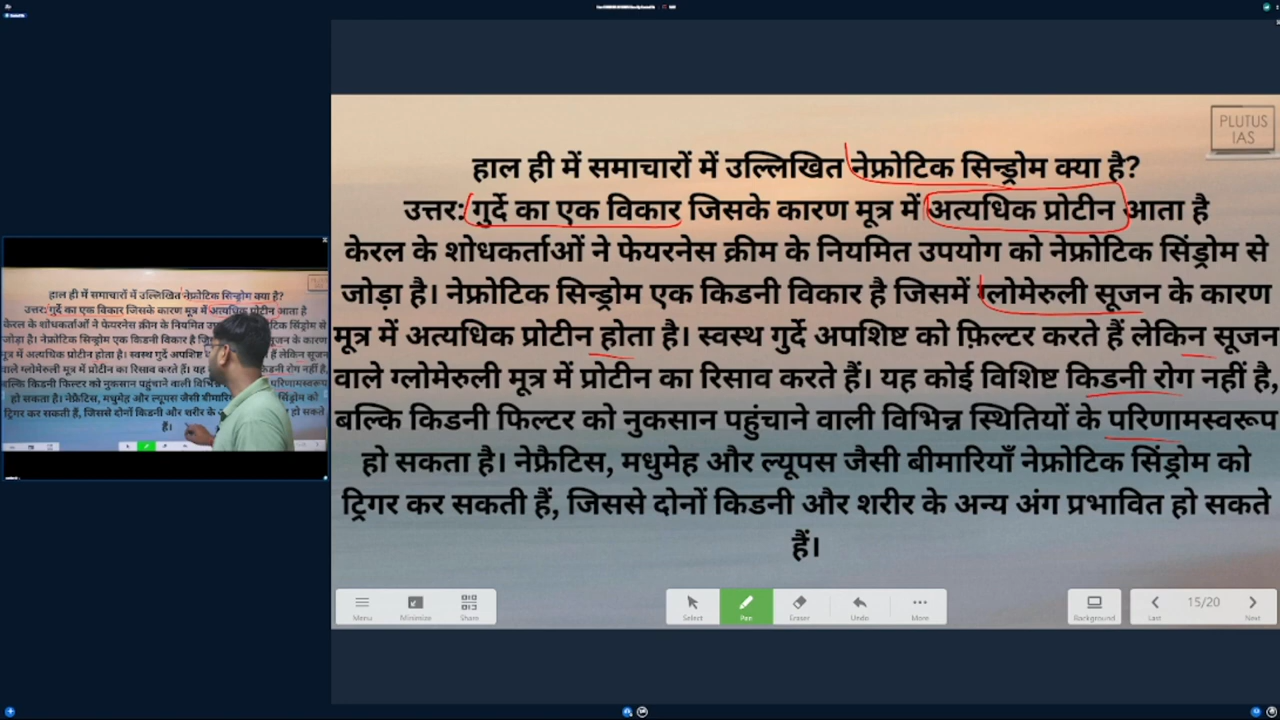 PLUTUS
IAS
हाल ही में समाचारों में उल्लिखित नेफ्रोटिक सिन्ड्रोम क्या है?
उत्तर: गुर्दे का एक विकार जिसके कारण मूत्र में अत्यधिक प्रोटीन आता है
केरल के शोधकर्ताओं ने फेयरनेस क्रीम के नियमित उपयोग को नेफ्रोटिक सिंड्रोम से
जोड़ा है। नेफ्रोटिक सिन्ड्रोम एक किडनी विकार है जिसमें ग्लोमेरुली सूजन के कारण
मूत्र में अत्यधिक प्रोटीन होता है। स्वस्थ गुर्दे अपशिष्ट को फ़िल्टर करते हैं लेकिन सूजन
वाले ग्लोमेरुली मूत्र में प्रोटीन का रिसाव करते हैं। यह कोई विशिष्ट किडनी रोग नहीं है,
बल्कि किडनी फिल्टर को नुकसान पहुंचाने वाली विभिन्न स्थितियों के परिणामस्वरूप
हो सकता है। नेफ्रैटिस, मधुमेह और ल्यूपस जैसी बीमारियाँ नेफ्रोटिक सिंड्रोम को
ट्रिगर कर सकती हैं, जिससे दोनों किडनी और शरीर के अन्य अंग प्रभावित हो सकते
हैं।
Menu Minimize Share Select Pen Eraser Undo More Background Last 15/20 Next